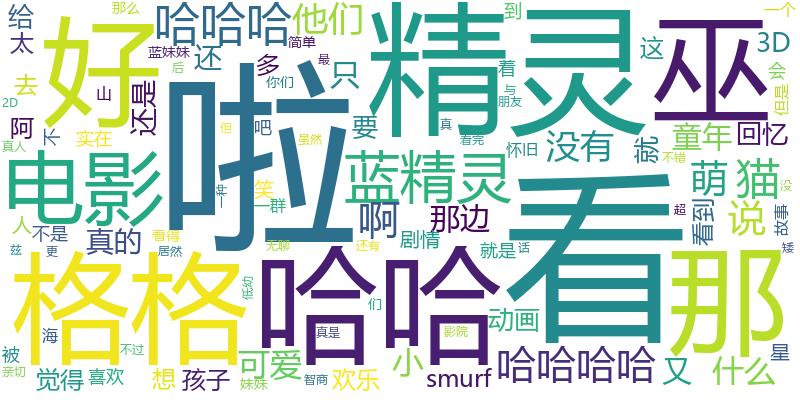 给
太
那么
哈哈哈
他们
到
一个
好
蓝妹妹
后
还
多
简单
最
你们
只
精灵
着
与
朋友
这
巫
3D
会
但是
去
2D
阿
山
还是
不
实在
真人
啦
但
吧
要
虽然
真
看完
怀旧
没有
就
童年
不错
回忆
电影
一种
笑
一群
蓝精灵
萌
猫
没
人
不是
真的
看得
居然
啊
那边
剧情
无聊
还有
就是
话
看
看到
超
说
故事
兹
更
格格
低幼
哈哈
们
真是
影院
动画
那
矮
星
被
亲切
海
不过
觉得
喜欢
想
孩子
可爱
妹妹
智商
欢乐
小
smurf
哈哈哈哈
又
什么